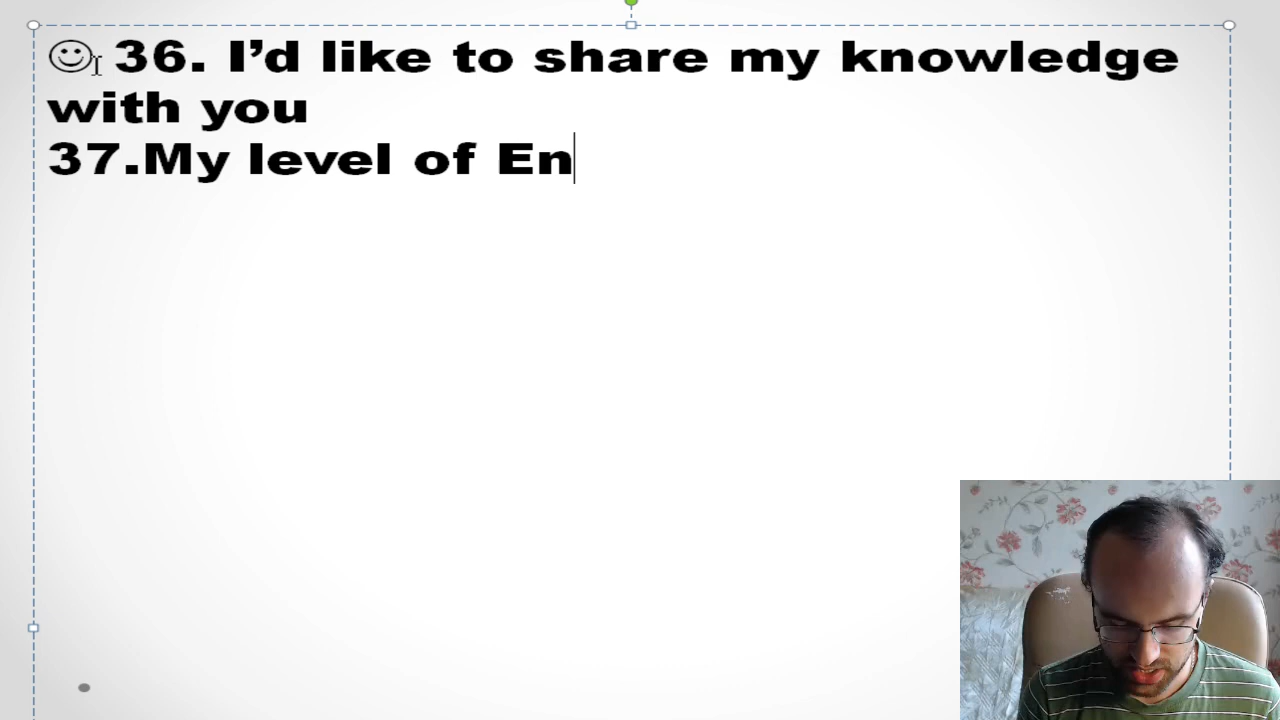 ☺ 36. I’d like to share my knowledge
with you
37.My level of En